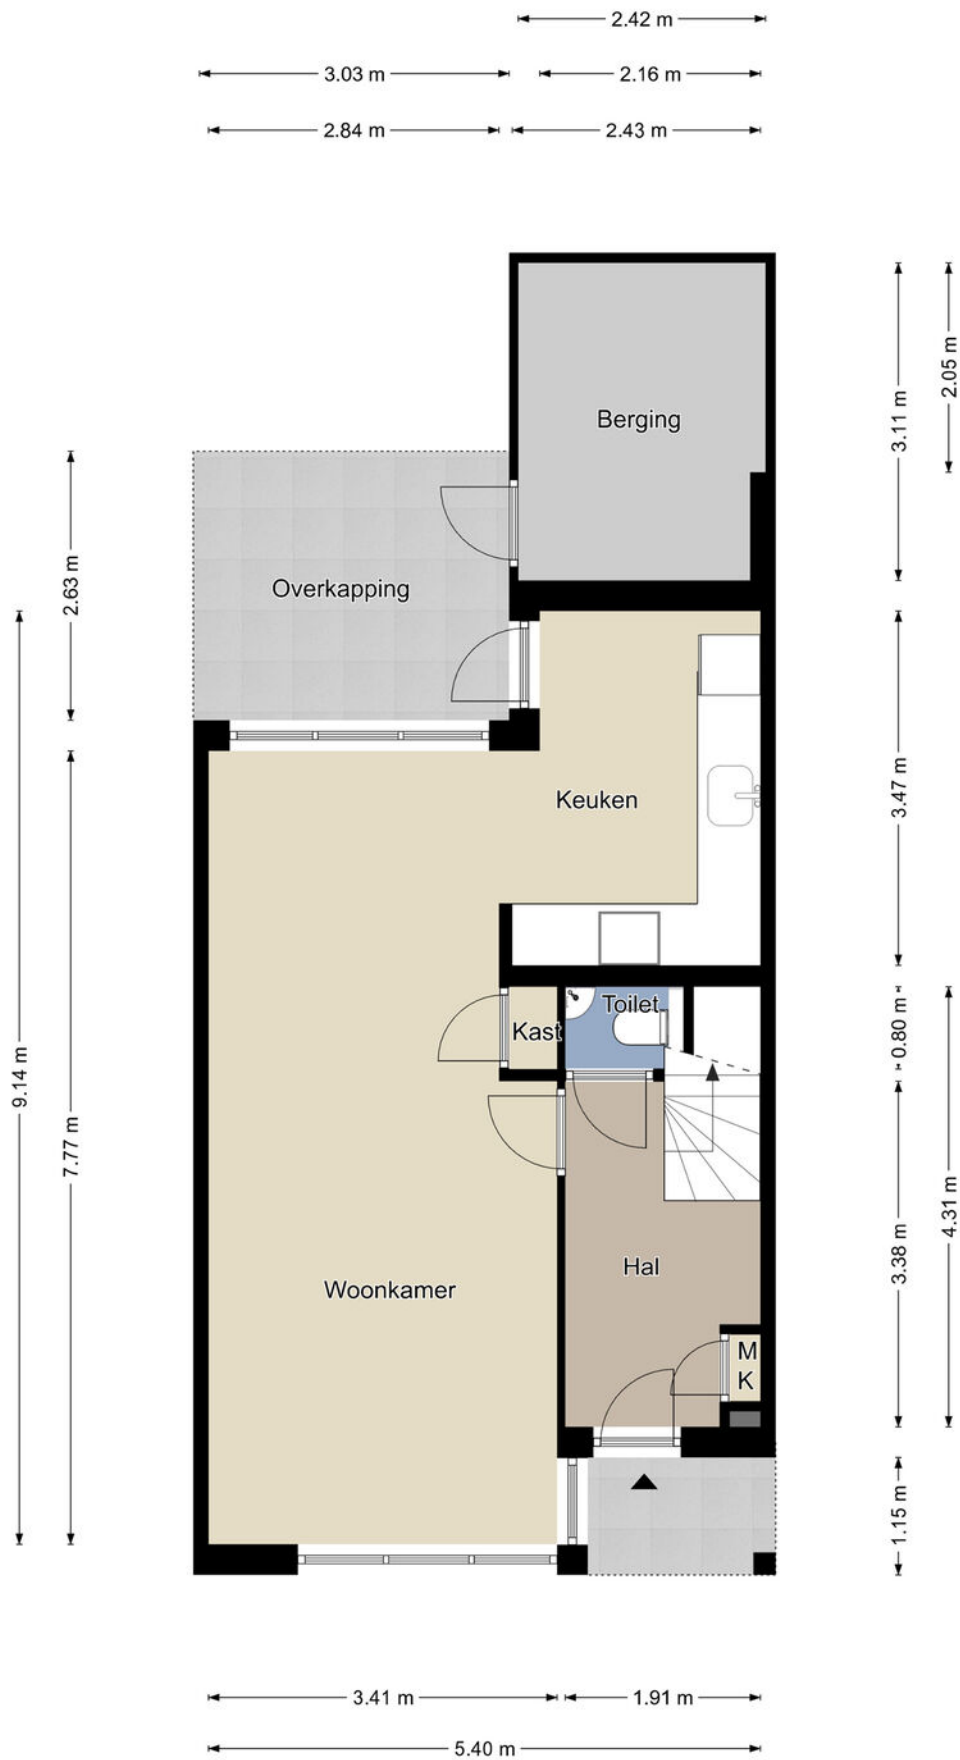 2.42 m
3.03 m
2.16 m
2.84 m
2.43 m
2.05 m
3.11 m
Berging
2.63 m
Overkapping
3.47 m
Keuken
Toilet
0.80 m
Kast
9.14 m
7.77 m
4.31 m
3.38 m
Hal
Woonkamer
M
K
1.15 m
3.41 m
1.91 m
5.40 m